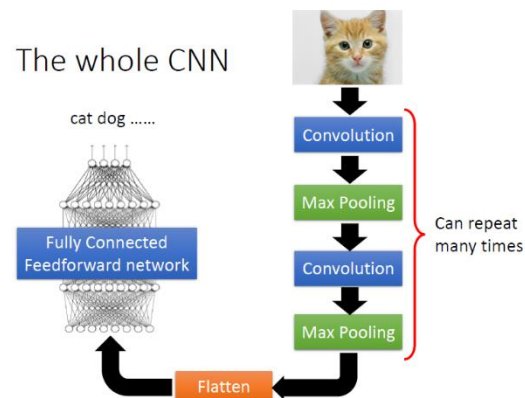 The whole CNN
cat dog ......
Convolution
Max Pooling
Convolution
Max Pooling
Can repeat
many times
Flatten
Fully Connected
Feedforward network